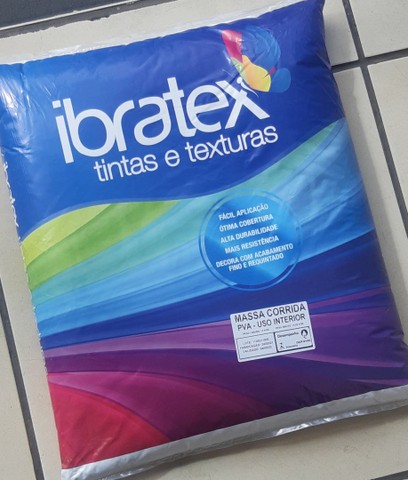 ibratex
tintas e texturas
FÁCIL APLICAÇÃO
ÓTIMA COBERTURA
ALTA DURABILIDADE
MAIS RESISTÊNCIA
DECORA COM ACABAMENTO
FINO E REQUINTADO
MASSA CORRIDA
PVA - USO INTERIOR